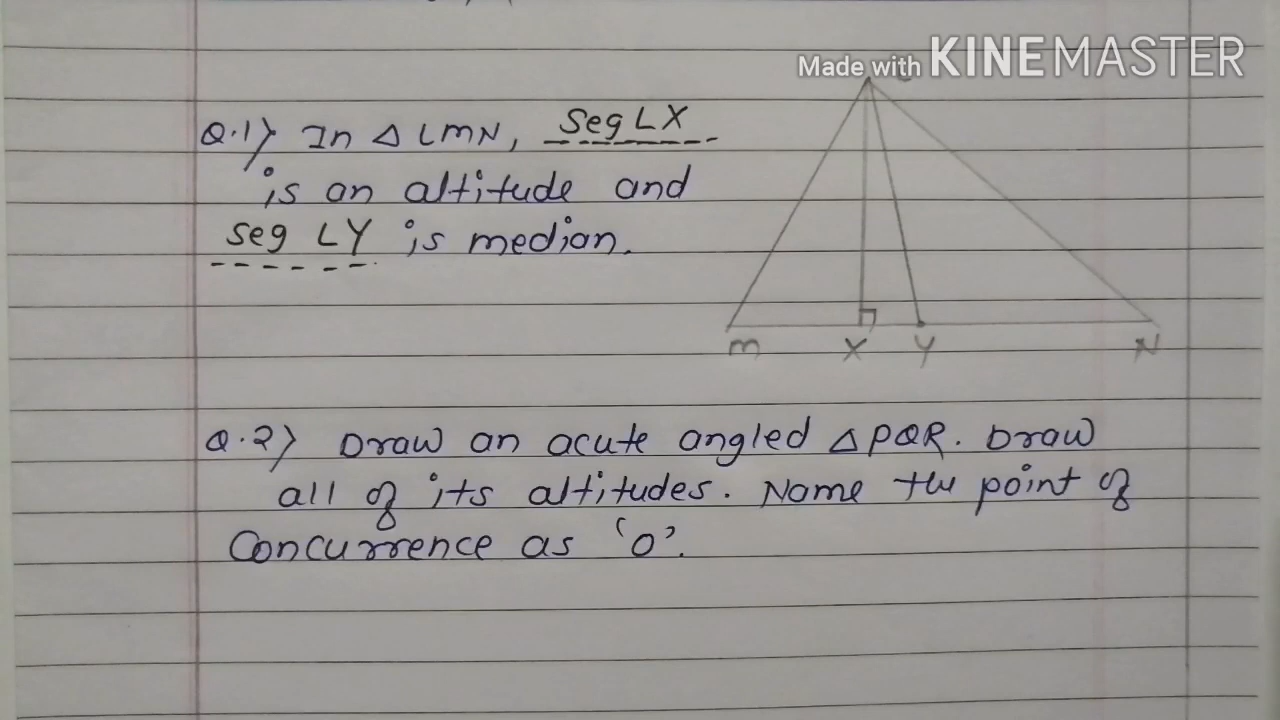 Made with KINEMASTER
Q.1) In △ LMN, seg LX
is an altitude and
seg LY is median.
M X Y N
Q.2) Draw an acute angled △PQR. Draw
all of its altitudes. Name the point of
Concurrence as 'O'.